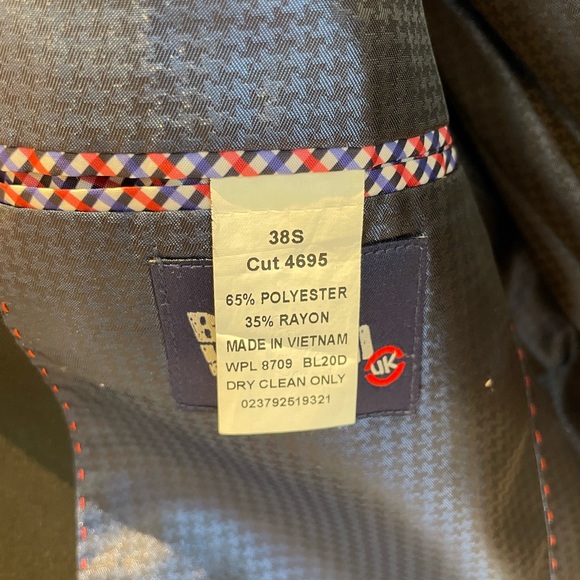 38S
Cut 4695
65% POLYESTER
35% RAYON
MADE IN VIETNAM
WPL 8709 BL20D
DRY CLEAN ONLY
023792519321
UK